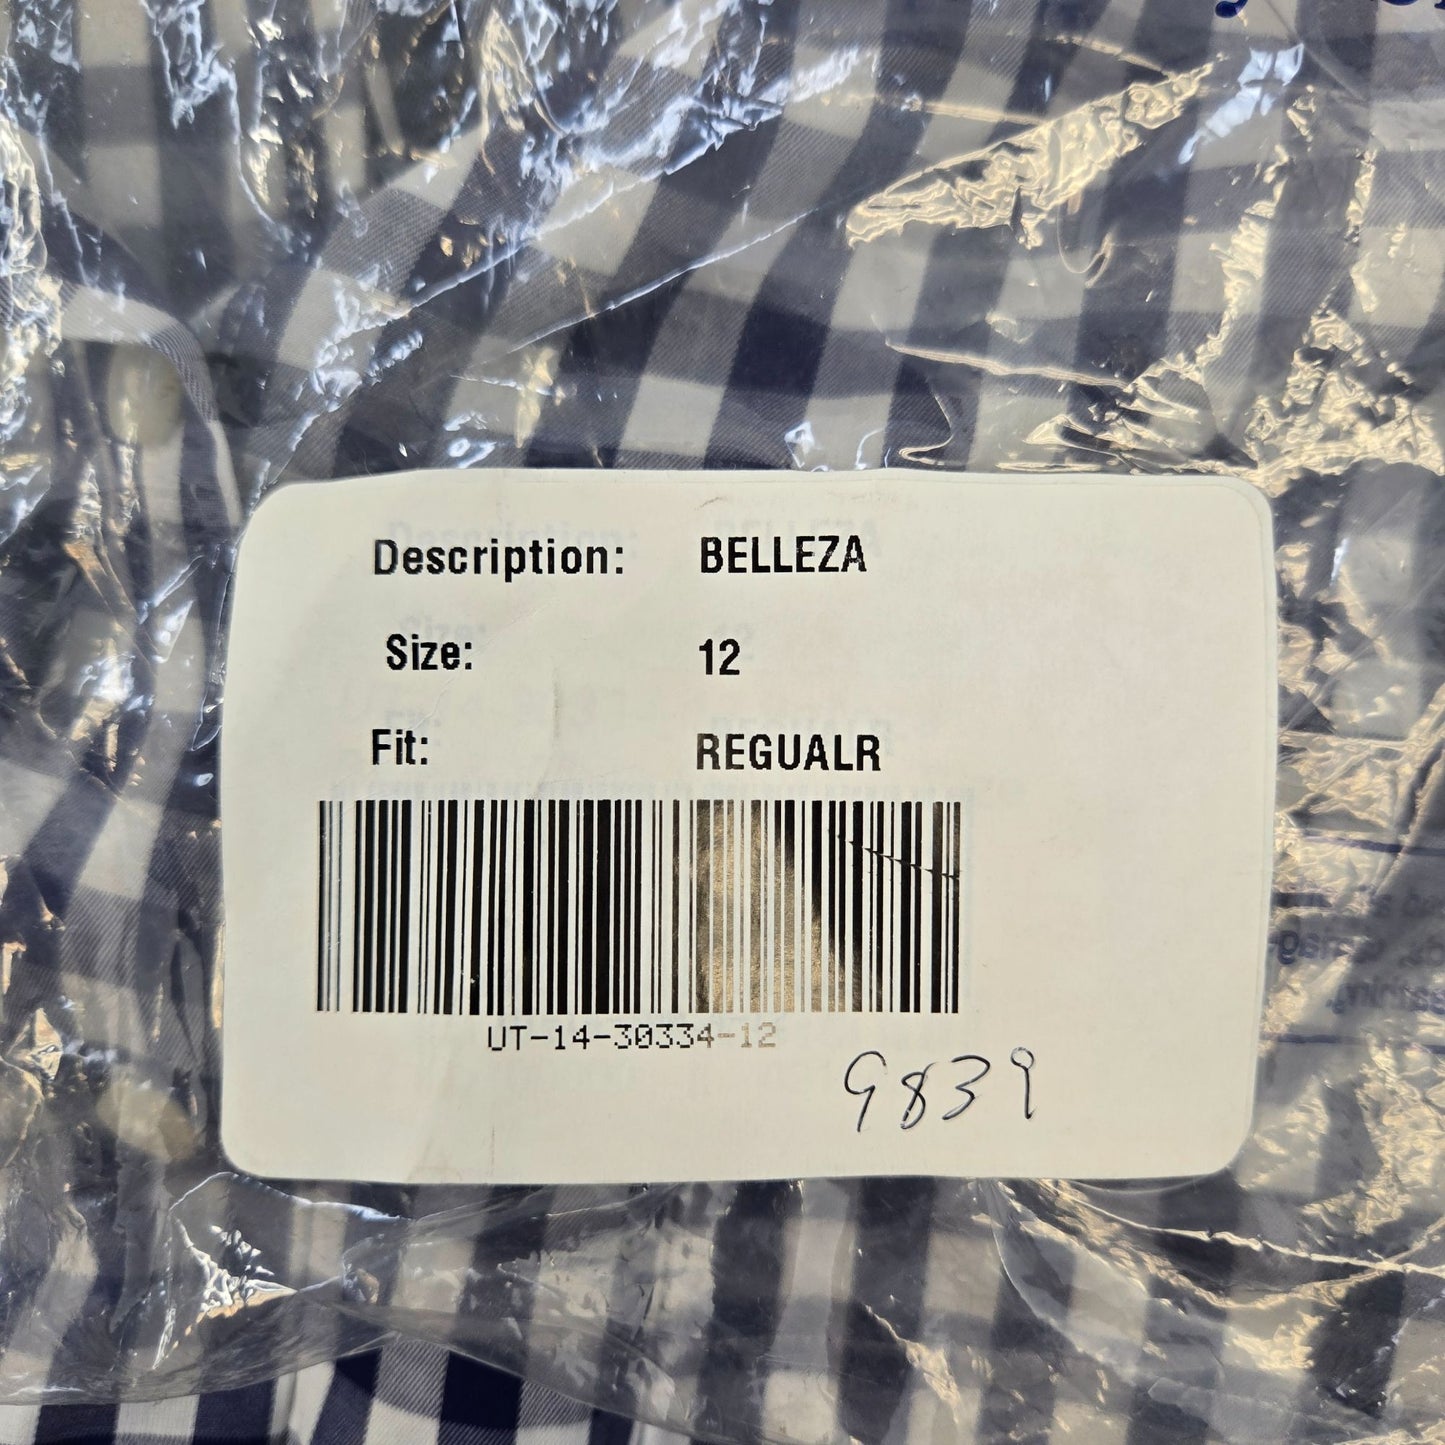 Description: BELLEZA
Size: 12
Fit: REGUALR
UT-14-30334-12
9839